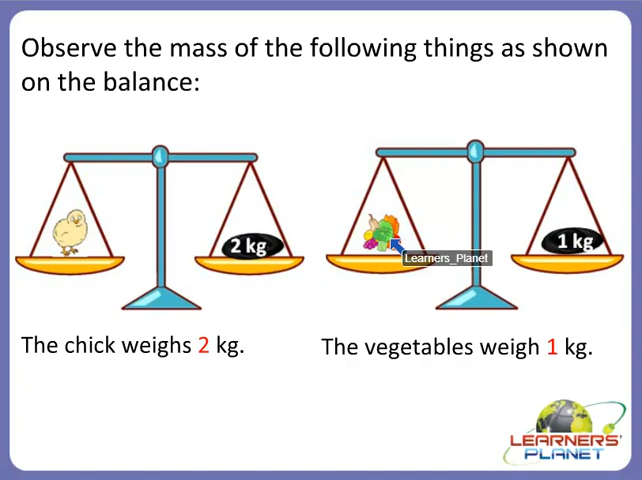 Observe the mass of the following things as shown
on the balance:
2 kg
1 kg
Learners_Planet
The chick weighs 2 kg.
The vegetables weigh 1 kg.
LEARNERS'
PLANET